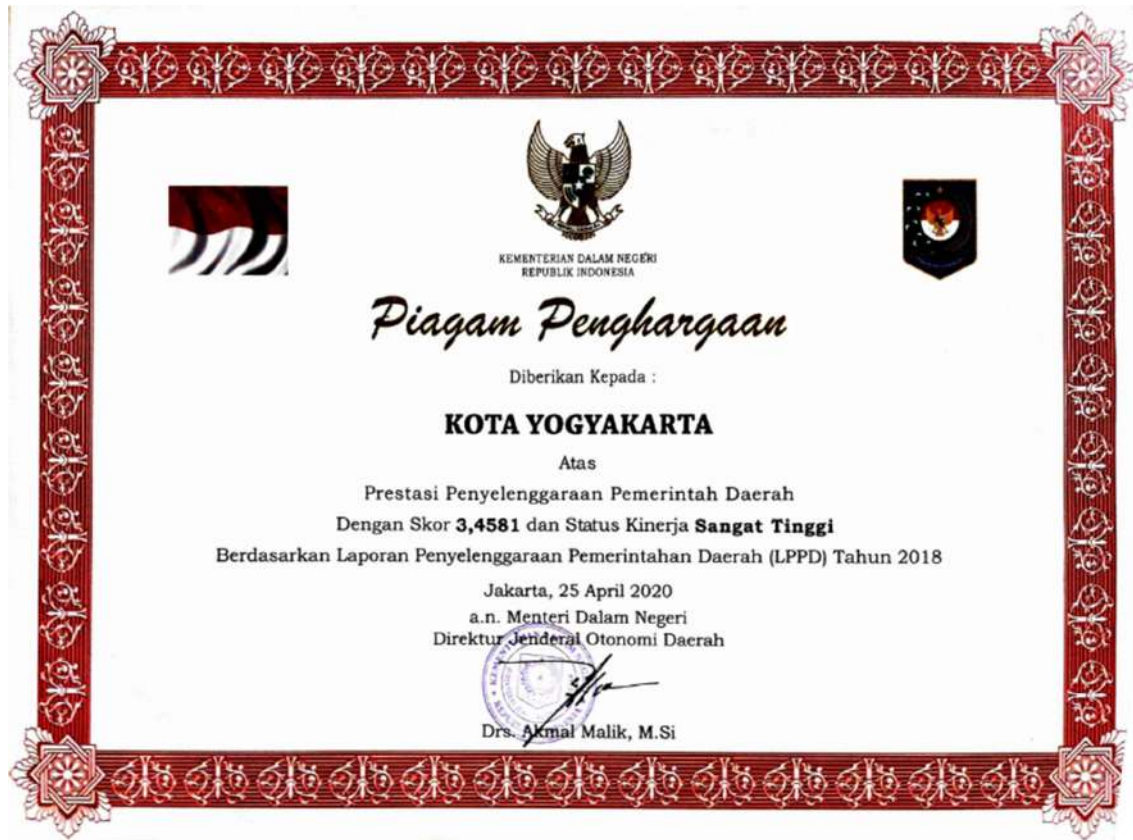 KEMENTERIAN DALAM NEGERI
REPUBLIK INDONESIA
Piagam Penghargaan
Diberikan Kepada :
KOTA YOGYAKARTA
Atas
Prestasi Penyelenggaraan Pemerintah Daerah
Dengan Skor 3,4581 dan Status Kinerja Sangat Tinggi
Berdasarkan Laporan Penyelenggaraan Pemerintahan Daerah (LPPD) Tahun 2018
Jakarta, 25 April 2020
a.n. Menteri Dalam Negeri
Direktur Jenderal Otonomi Daerah
Drs. Akmal Malik, M.Si